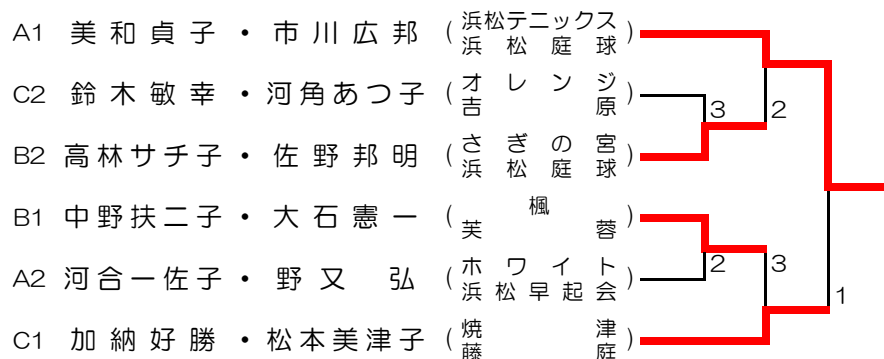 A1 美和貞子・市川広邦 (浜松テニックス 浜松庭球)
C2 鈴木敏幸・河角あつ子 (オレンジ 吉原)
3 2
B2 高林サチ子・佐野邦明 (さぎの宮 浜松庭球)
B1 中野扶二子・大石憲一 (楓 芙蓉)
A2 河合一佐子・野又弘 (ホワイト 浜松早起会)
2 3 1
C1 加納好勝・松本美津子 (焼津 藤庭)